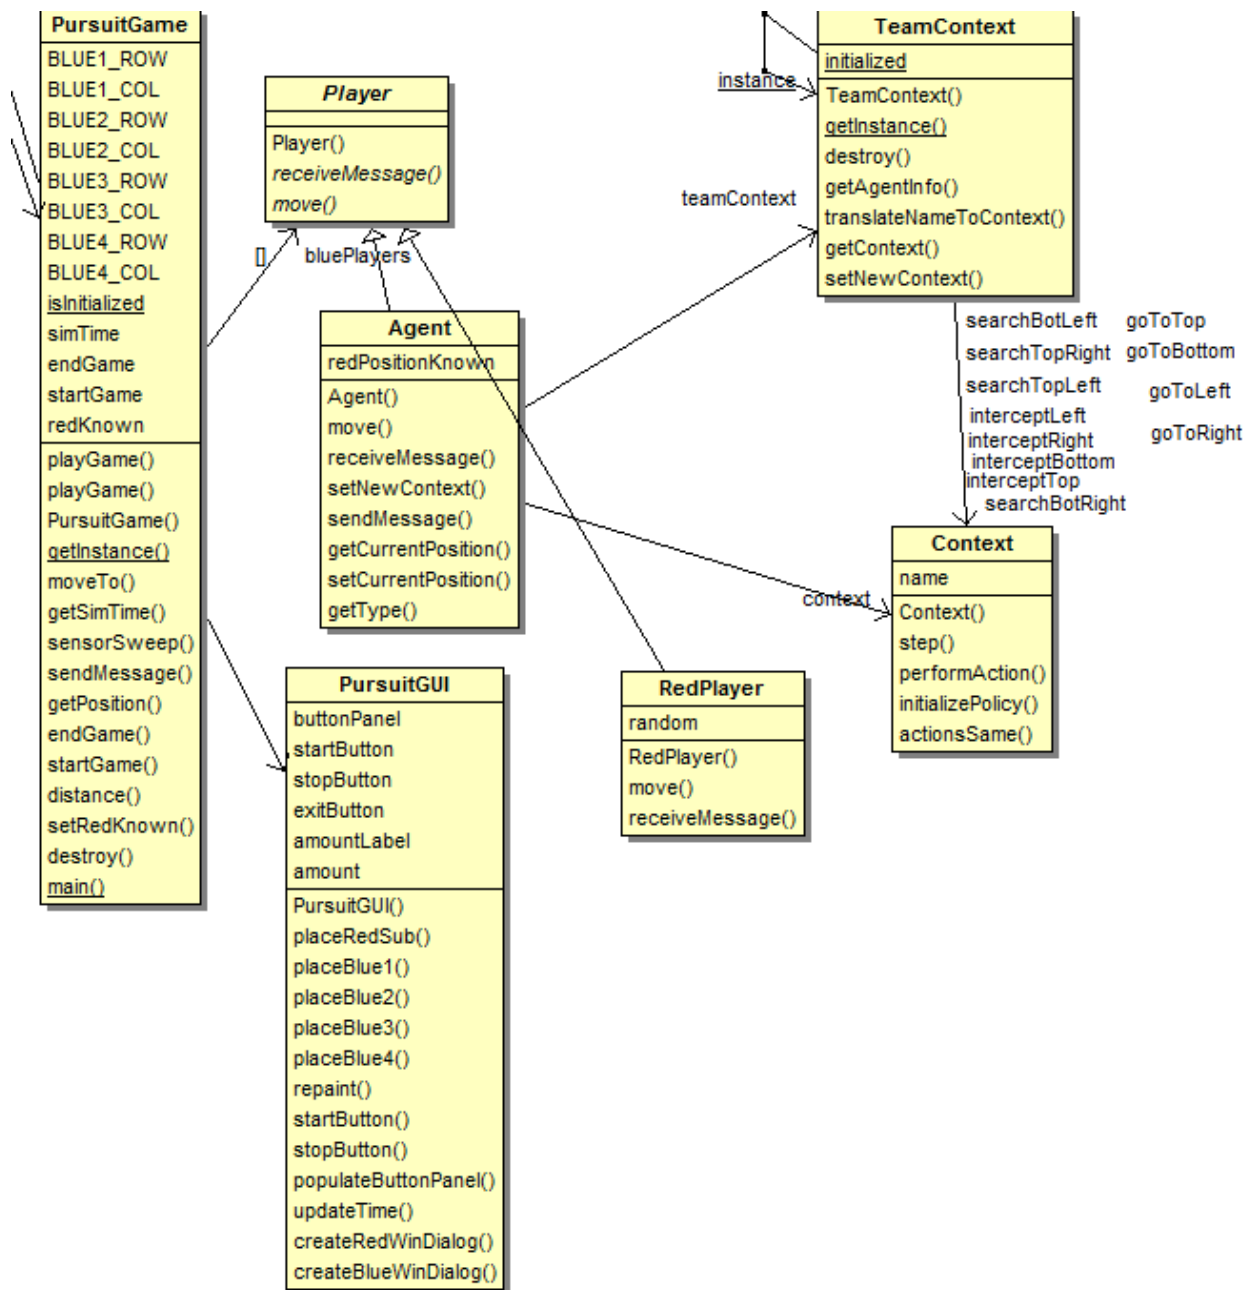 PursuitGame
BLUE1_ROW
BLUE1_COL
BLUE2_ROW
BLUE2_COL
BLUE3_ROW
BLUE3_COL
BLUE4_ROW
BLUE4_COL
isInitialized
simTime
endGame
startGame
redKnown
playGame()
playGame()
PursuitGame()
getInstance()
moveTo()
getSimTime()
sensorSweep()
sendMessage()
getPosition()
endGame()
startGame()
distance()
setRedKnown()
destroy()
main()
Player
Player()
receiveMessage()
move()
[]
bluePlayers
Agent
redPositionKnown
Agent()
move()
receiveMessage()
setNewContext()
sendMessage()
getCurrentPosition()
setCurrentPosition()
getType()
PursuitGUI
buttonPanel
startButton
stopButton
exitButton
amountLabel
amount
PursuitGUI()
placeRedSub()
placeBlue1()
placeBlue2()
placeBlue3()
placeBlue4()
repaint()
startButton()
stopButton()
populateButtonPanel()
updateTime()
createRedWinDialog()
createBlueWinDialog()
RedPlayer
random
RedPlayer()
move()
receiveMessage()
instance
teamContext
TeamContext
initialized
TeamContext()
getInstance()
destroy()
getAgentInfo()
translateNameToContext()
getContext()
setNewContext()
searchBotLeft goToTop
searchTopRight goToBottom
searchTopLeft goToLeft
interceptLeft
interceptRight goToRight
interceptBottom
interceptTop
searchBotRight
context
Context
name
Context()
step()
performAction()
initializePolicy()
actionsSame()